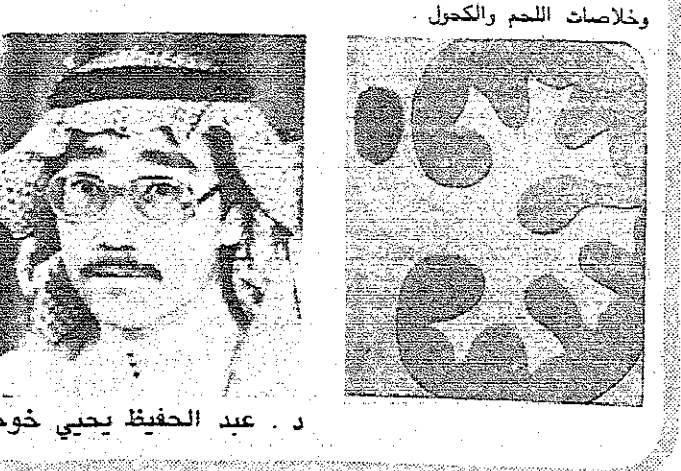 وخلاصات اللحم والكحول .
د . عبد الحفيظ يحيي